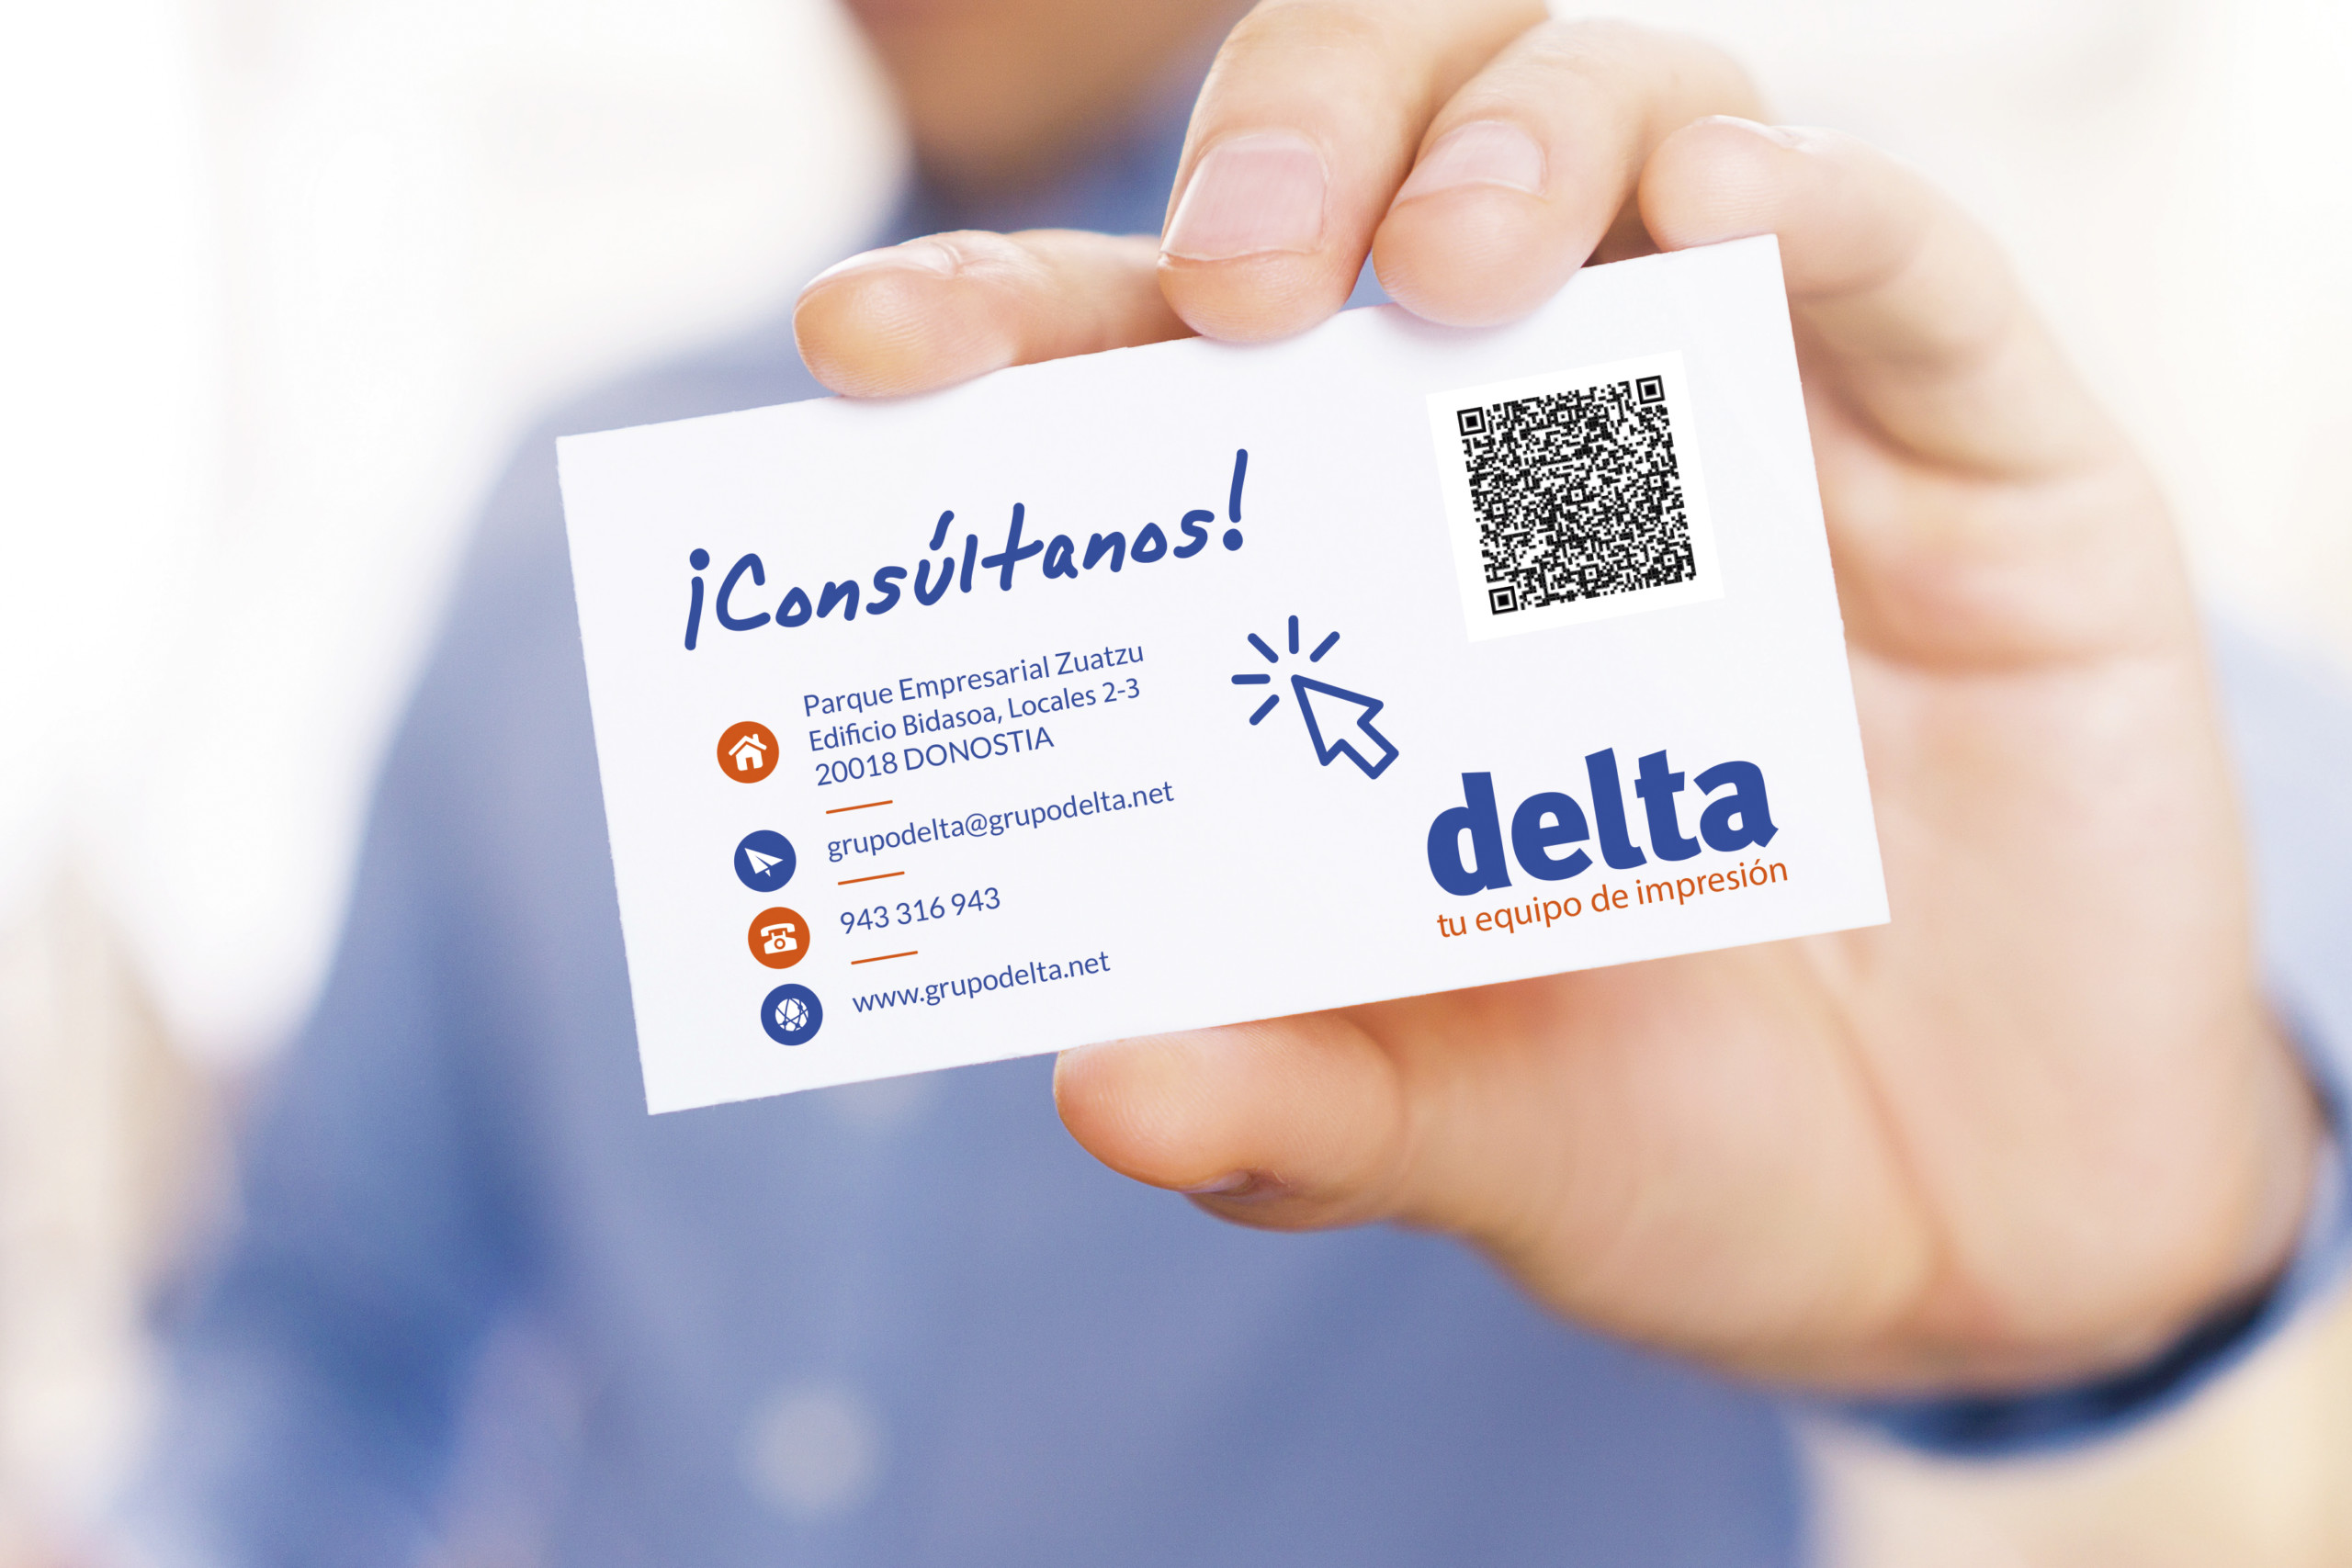 ¡Consúltanos!
Parque Empresarial Zuatzu
Edificio Bidasoa, Locales 2-3
20018 DONOSTIA
grupodelta@grupodelta.net
943 316 943
www.grupodelta.net
delta
tu equipo de impresión